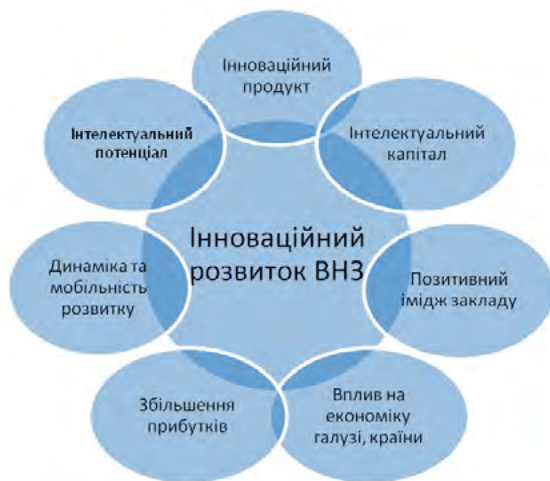 Інноваційний
продукт
Інтелектуальний
потенціал
Інтелектуальний
капітал
Інноваційний
розвиток ВНЗ
Динаміка та
мобільність
розвитку
Позитивний
імідж закладу
Збільшення
прибутків
Вплив на
економіку
галузі, країни